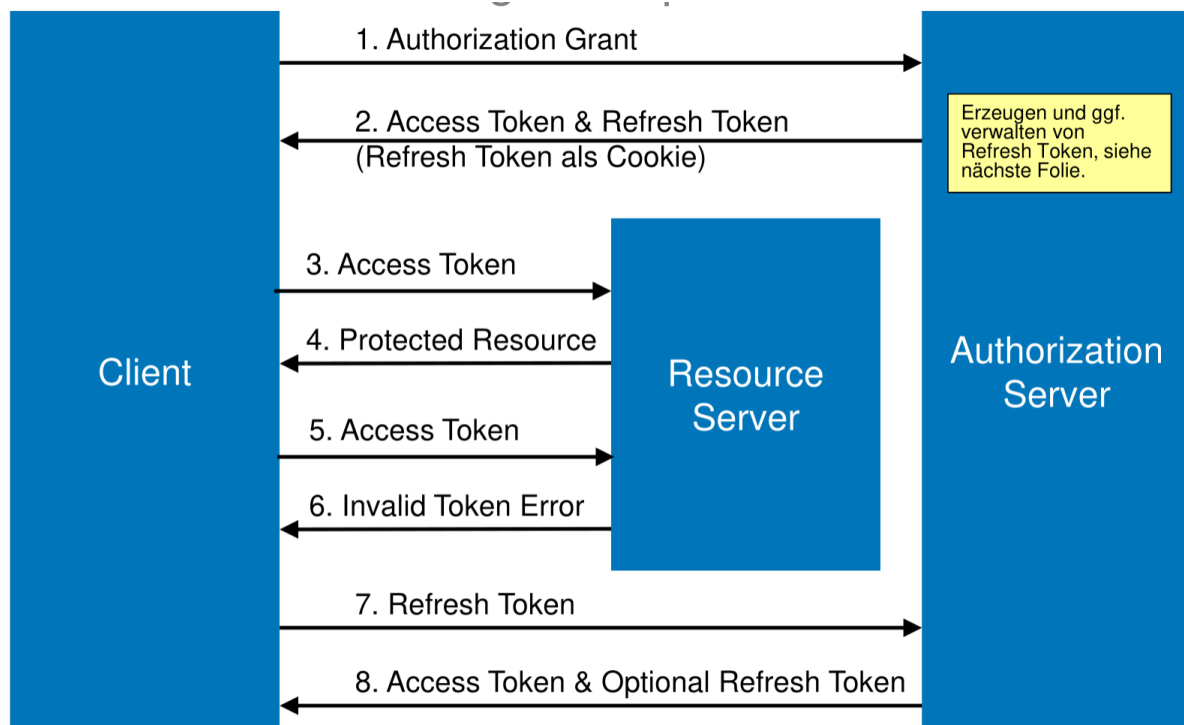 1. Authorization Grant
2. Access Token & Refresh Token
(Refresh Token als Cookie)
Erzeugen und ggf.
verwalten von
Refresh Token, siehe
nächste Folie.
3. Access Token
4. Protected Resource
Client
Resource
Server
Authorization
Server
5. Access Token
6. Invalid Token Error
7. Refresh Token
8. Access Token & Optional Refresh Token